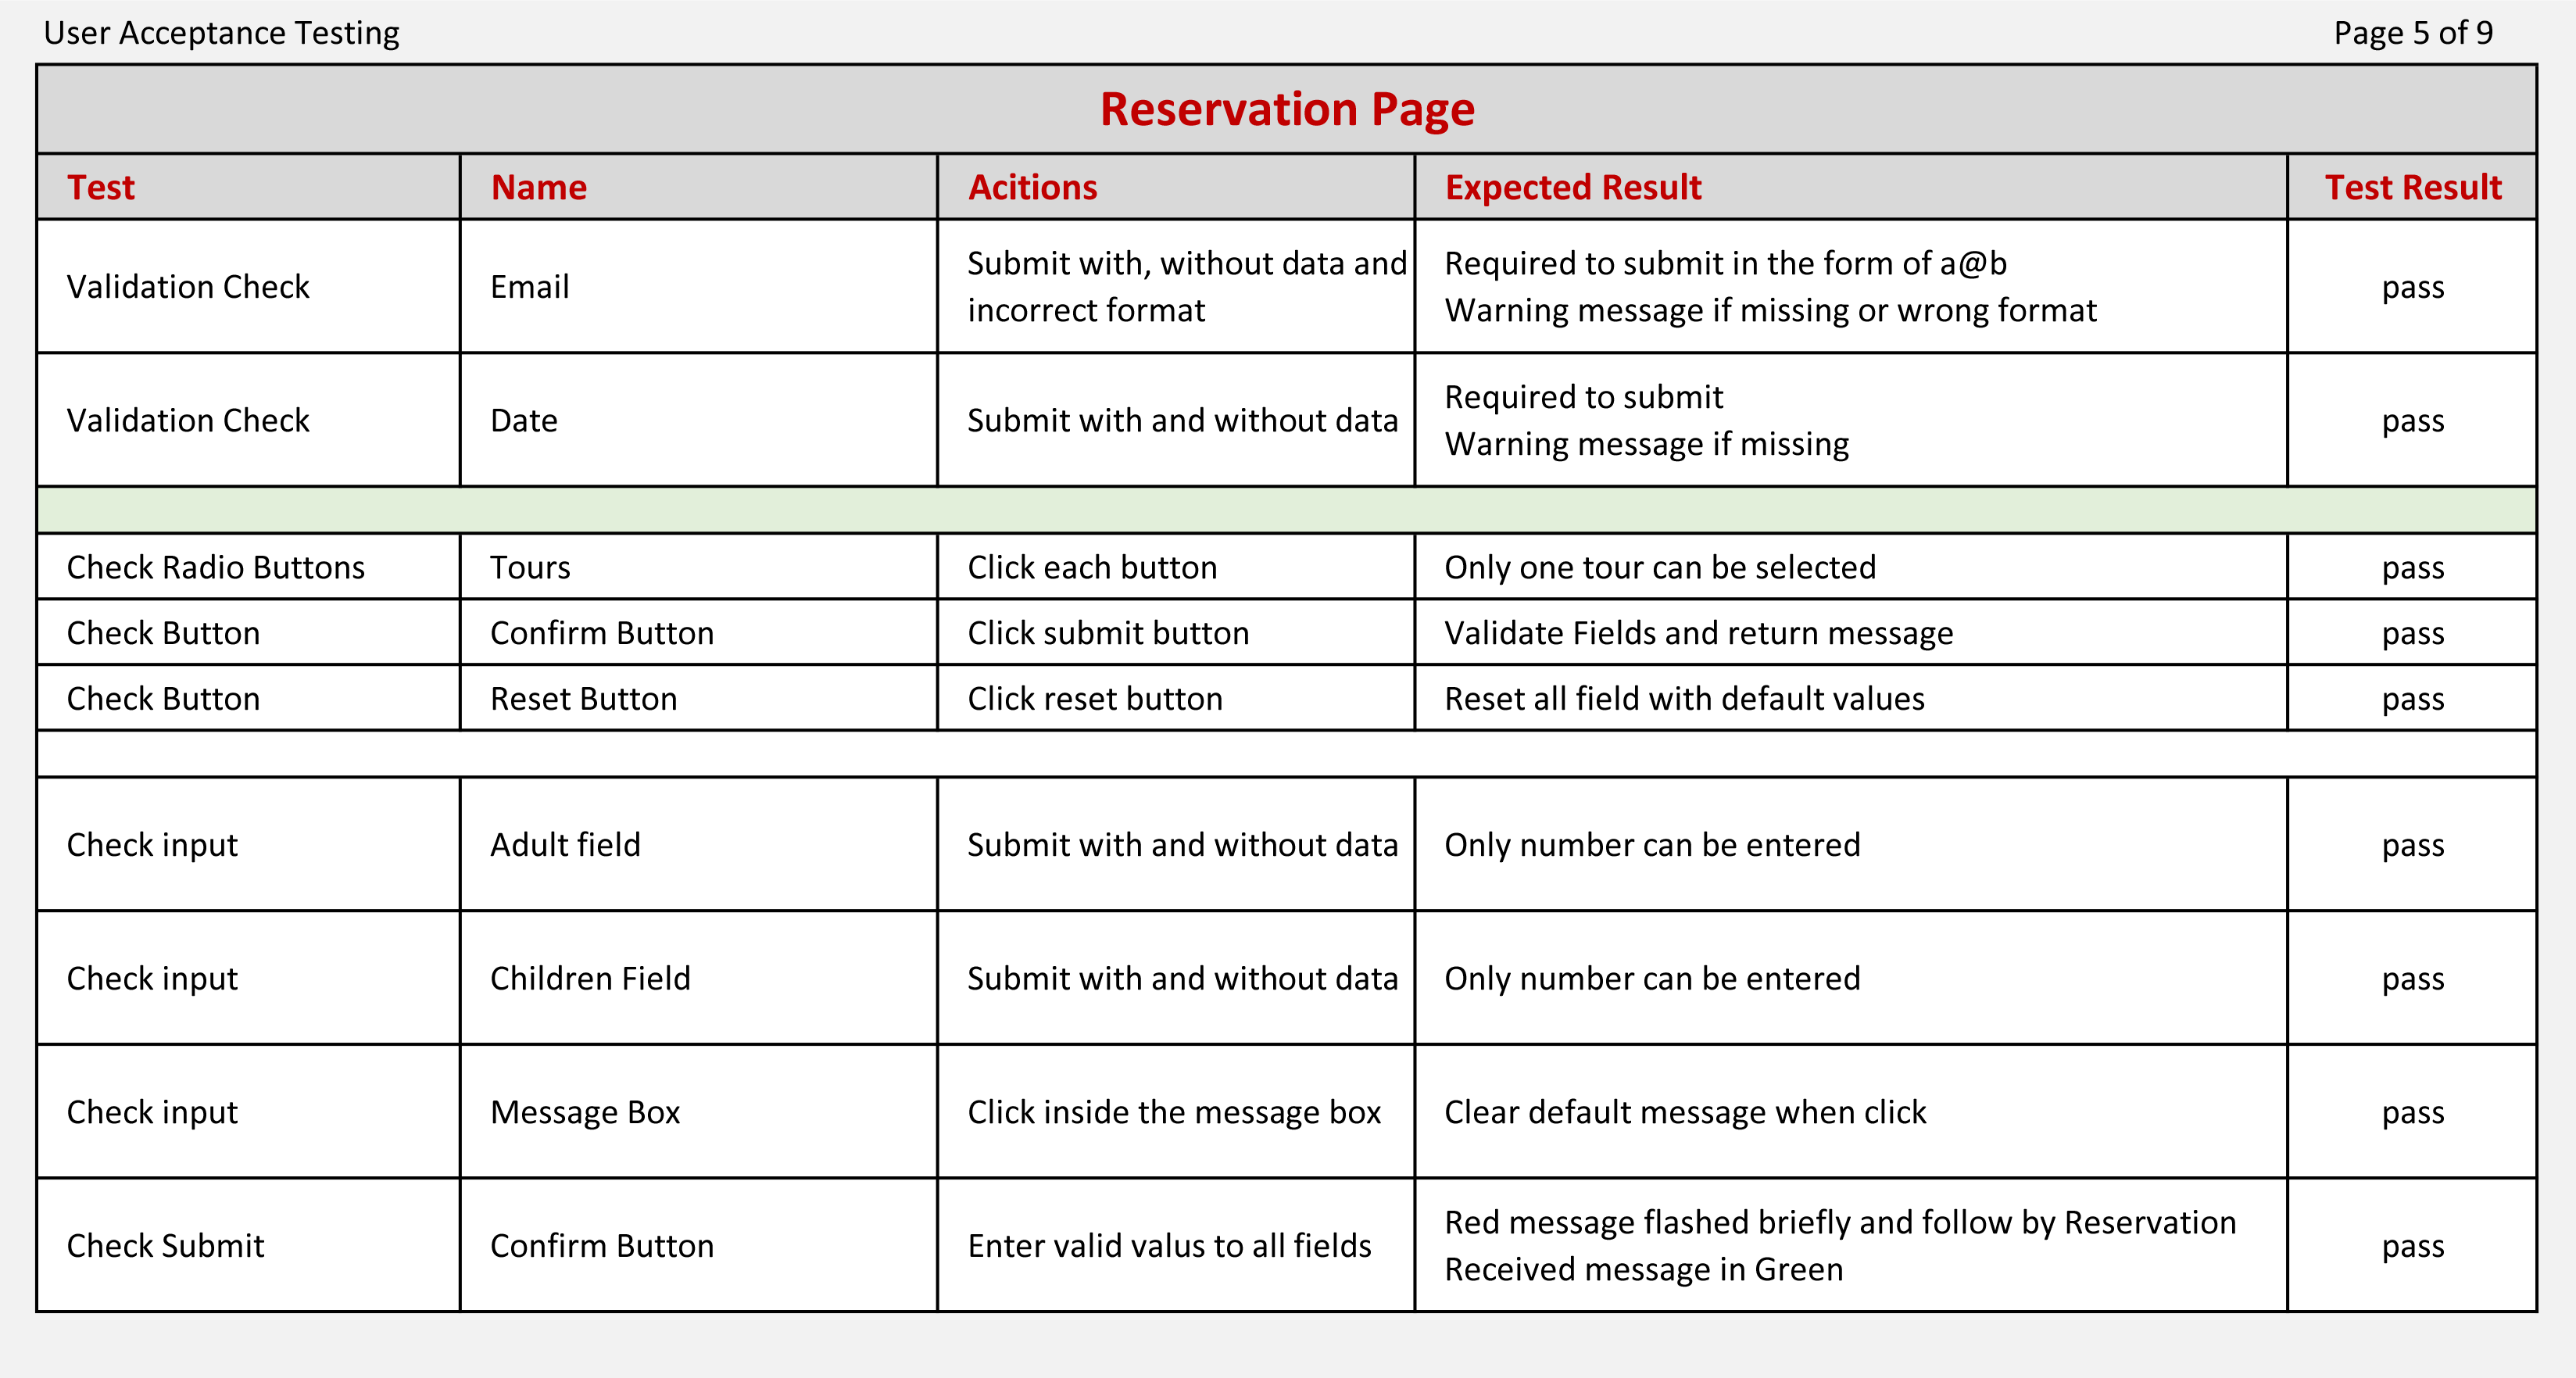 User Acceptance Testing Page 5 of 9
Reservation Page
Test Name Acitions Expected Result Test Result
Validation Check Email Submit with, without data and incorrect format Required to submit in the form of a@b Warning message if missing or wrong format pass
Validation Check Date Submit with and without data Required to submit Warning message if missing pass
Check Radio Buttons Tours Click each button Only one tour can be selected pass
Check Button Confirm Button Click submit button Validate Fields and return message pass
Check Button Reset Button Click reset button Reset all field with default values pass
Check input Adult field Submit with and without data Only number can be entered pass
Check input Children Field Submit with and without data Only number can be entered pass
Check input Message Box Click inside the message box Clear default message when click pass
Check Submit Confirm Button Enter valid valus to all fields Red message flashed briefly and follow by Reservation Received message in Green pass